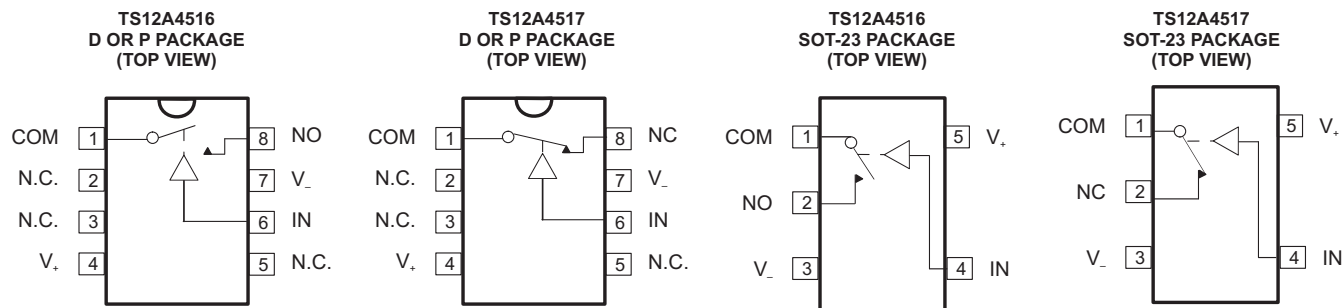 TS12A4516
D OR P PACKAGE
(TOP VIEW)
COM 1
N.C. 2
N.C. 3
V+ 4
8 NO
7 V–
6 IN
5 N.C.
TS12A4517
D OR P PACKAGE
(TOP VIEW)
COM 1
N.C. 2
N.C. 3
V+ 4
8 NC
7 V–
6 IN
5 N.C.
TS12A4516
SOT-23 PACKAGE
(TOP VIEW)
COM 1
NO 2
V– 3
5 V+
4 IN
TS12A4517
SOT-23 PACKAGE
(TOP VIEW)
COM 1
NC 2
V– 3
5 V+
4 IN